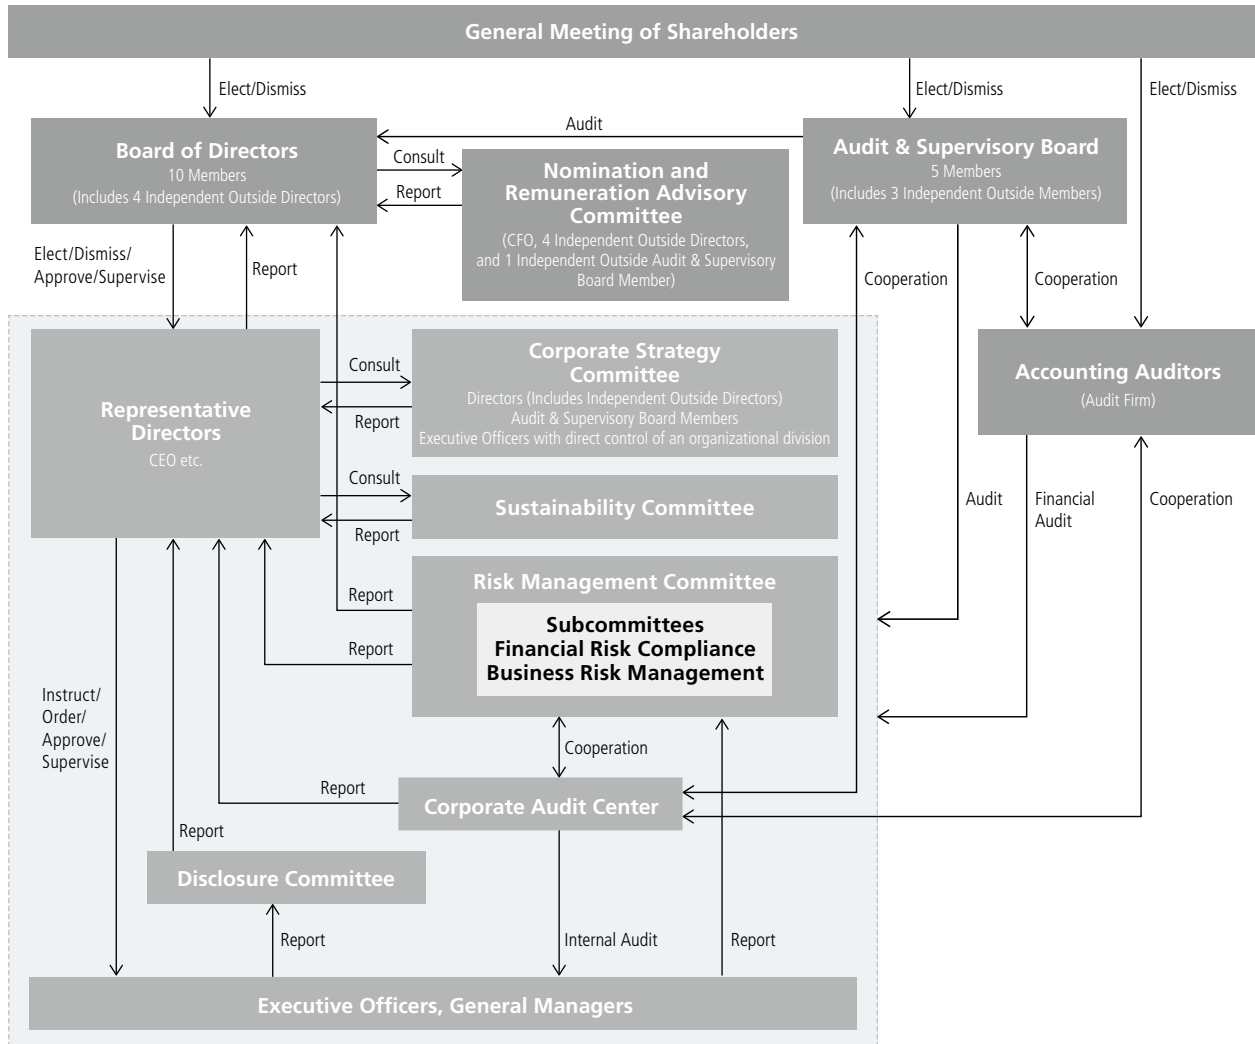 General Meeting of Shareholders
Elect/Dismiss
Elect/Dismiss
Elect/Dismiss
Audit
Board of Directors
10 Members
(Includes 4 Independent Outside Directors)
Consult
Report
Nomination and
Remuneration Advisory
Committee
(CFO, 4 Independent Outside Directors,
and 1 Independent Outside Audit & Supervisory
Board Member)
Audit & Supervisory Board
5 Members
(Includes 3 Independent Outside Members)
Elect/Dismiss/
Approve/Supervise
Report
Cooperation
Cooperation
Representative
Directors
CEO etc.
Consult
Report
Corporate Strategy
Committee
Directors (Includes Independent Outside Directors)
Audit & Supervisory Board Members
Executive Officers with direct control of an organizational division
Accounting Auditors
(Audit Firm)
Consult
Report
Sustainability Committee
Audit
Financial
Audit
Cooperation
Report
Report
Risk Management Committee
Subcommittees
Financial Risk Compliance
Business Risk Management
Instruct/
Order/
Approve/
Supervise
Cooperation
Report
Corporate Audit Center
Report
Disclosure Committee
Report
Internal Audit
Report
Executive Officers, General Managers